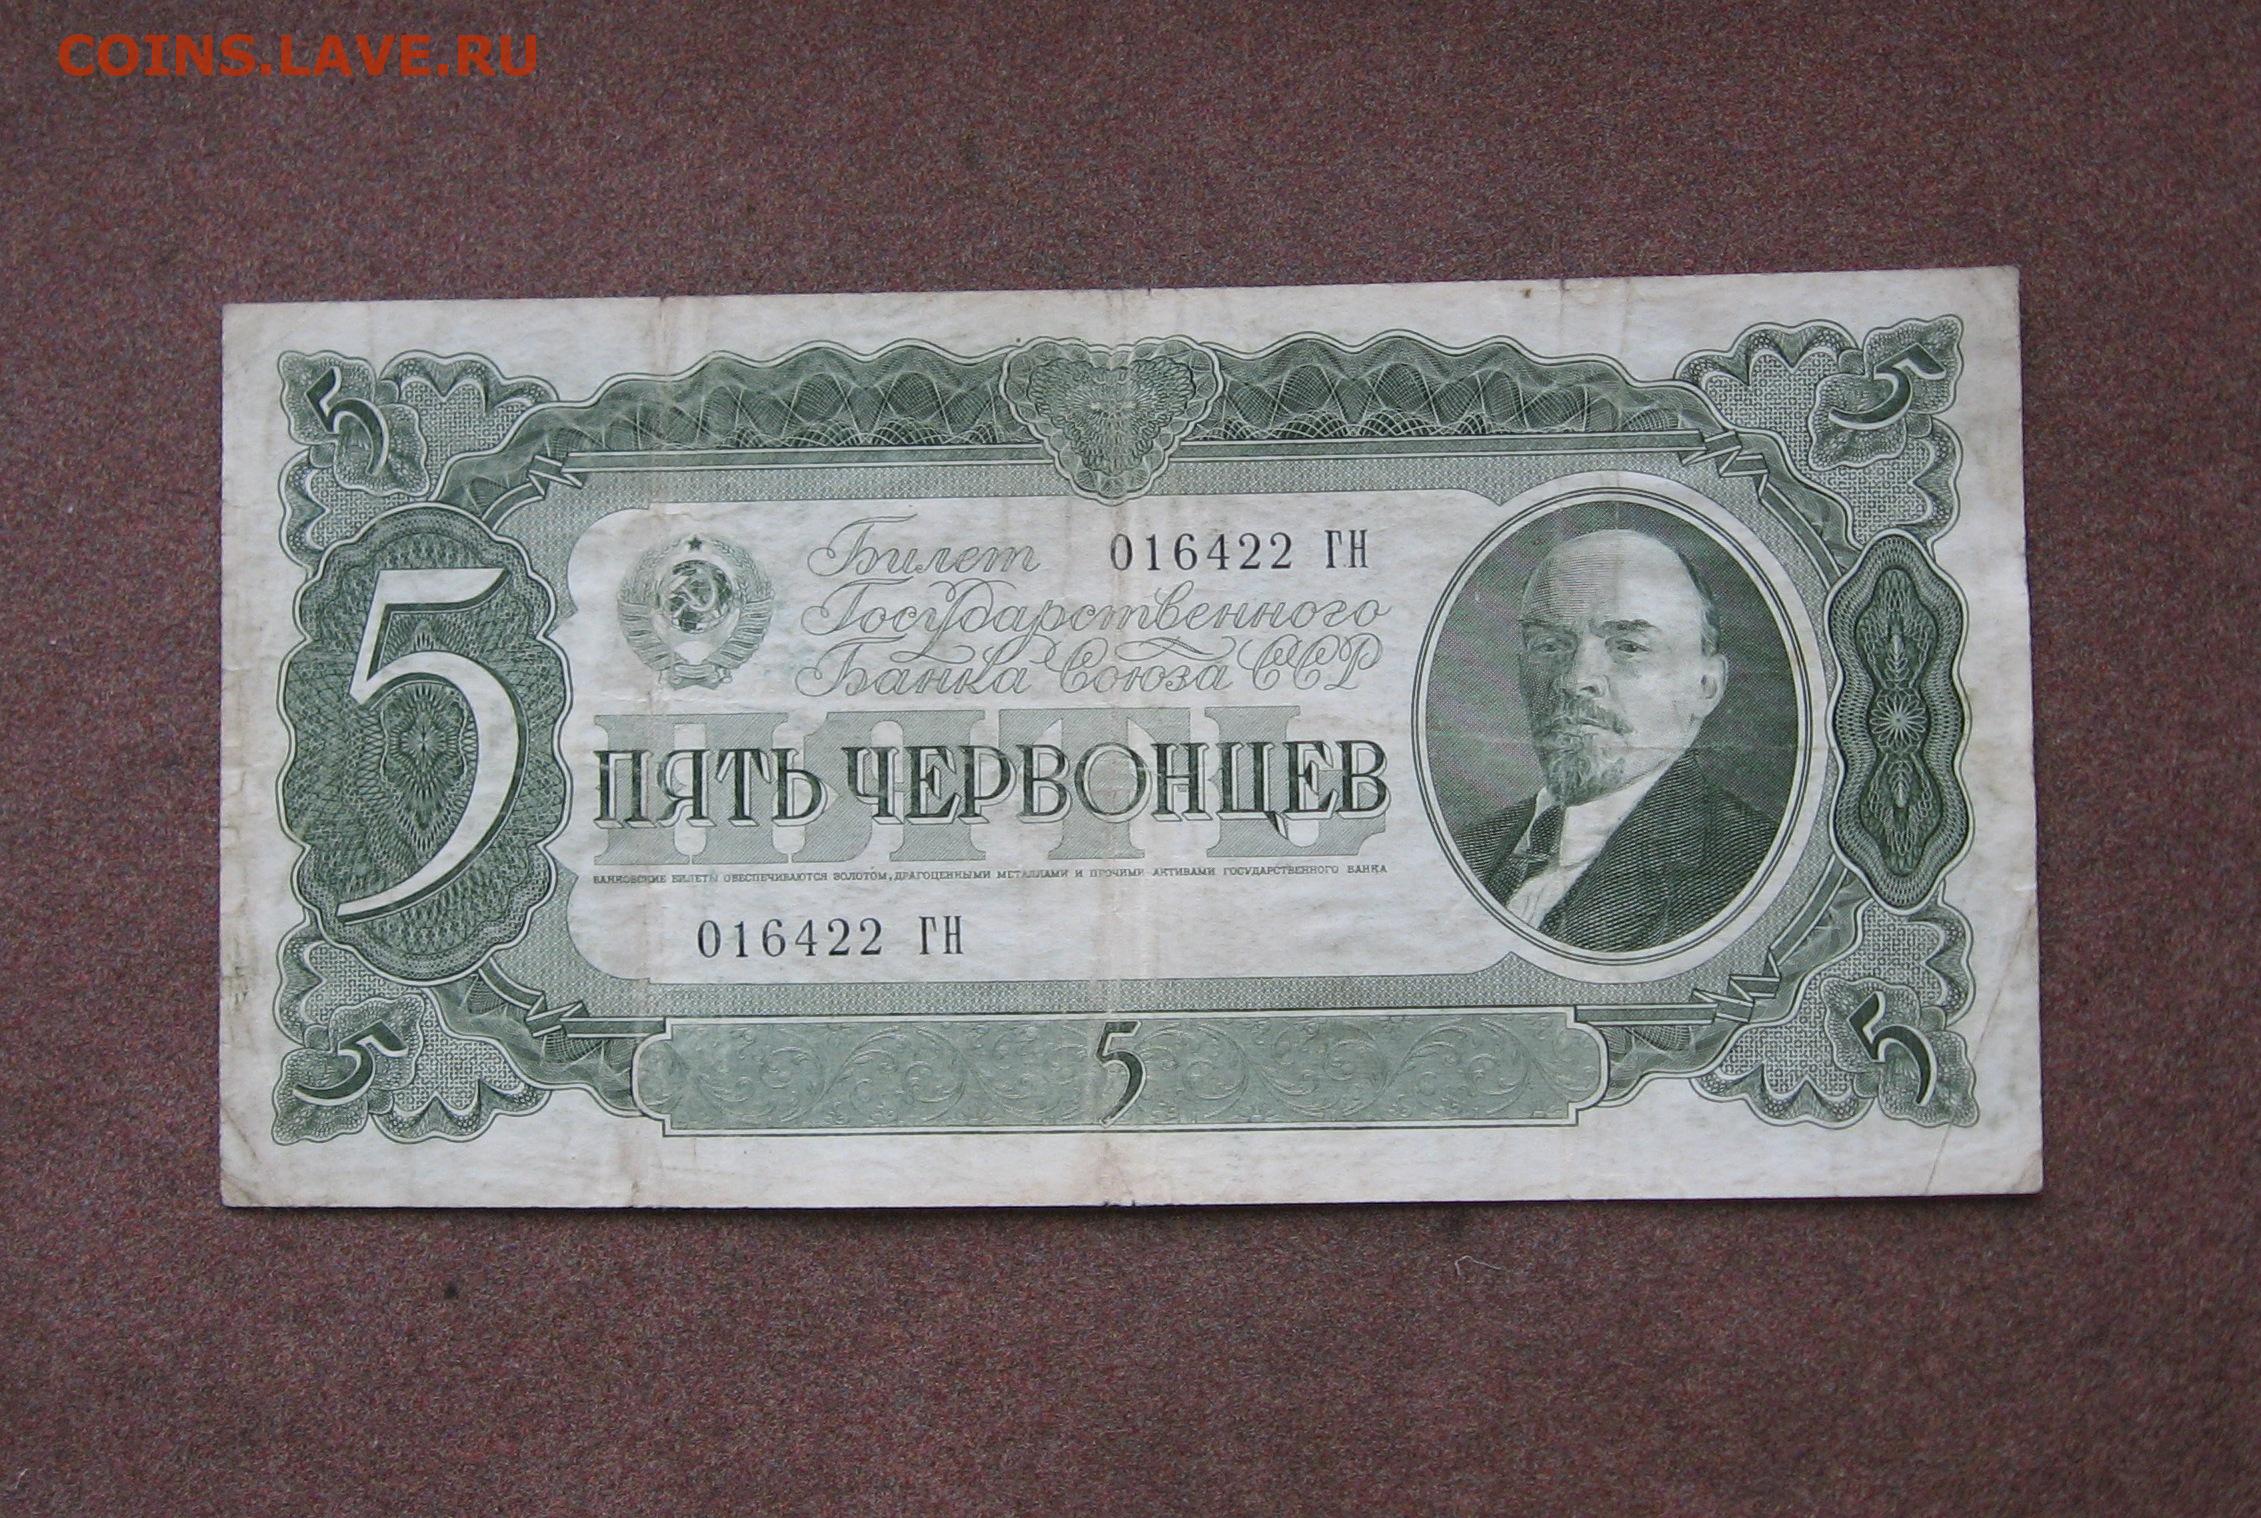 COINS.LAVE.RU
5 5
Билет 016422 ГН
Государственного
Банка Союза ССР
5
ПЯТЬ
ПЯТЬ ЧЕРВОНЦЕВ
БАНКОВСКИЕ БИЛЕТЫ ОБЕСПЕЧИВАЮТСЯ ЗОЛОТОМ, ДРАГОЦЕННЫМИ МЕТАЛЛАМИ И ПРОЧИМИ АКТИВАМИ ГОСУДАРСТВЕННОГО БАНКА
016422 ГН
5 5 5